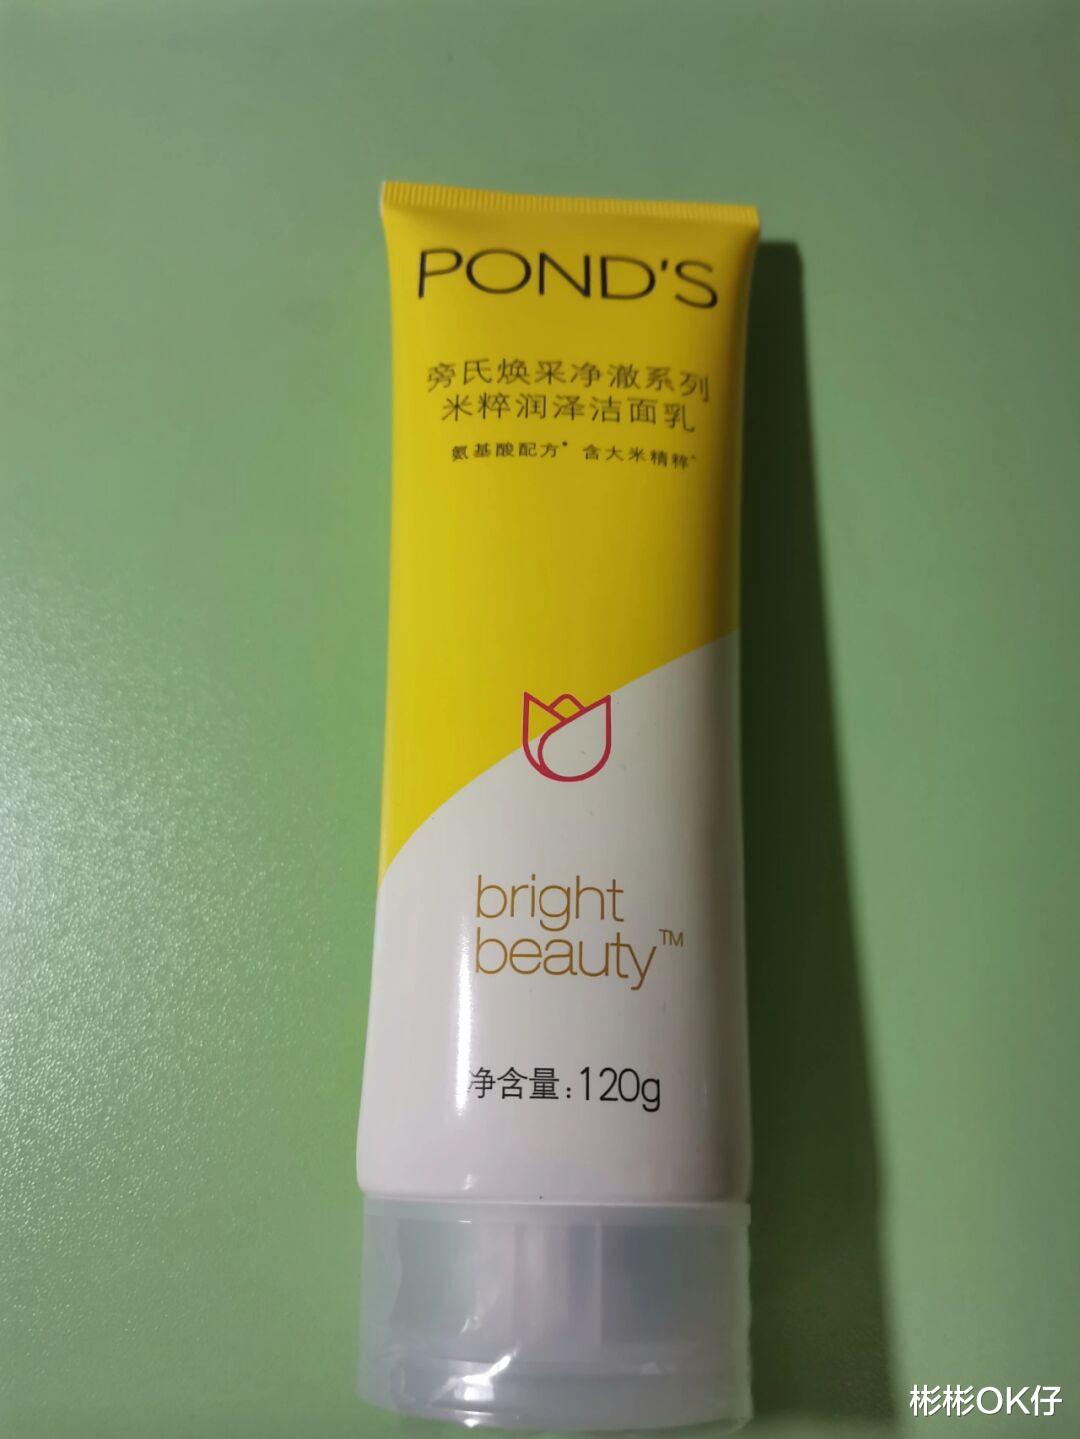 POND'S
旁氏焕采净澈系列
米粹润泽洁面乳
氨基酸配方* 含大米精粹^
bright
beauty™
净含量:120g
彬彬OK仔